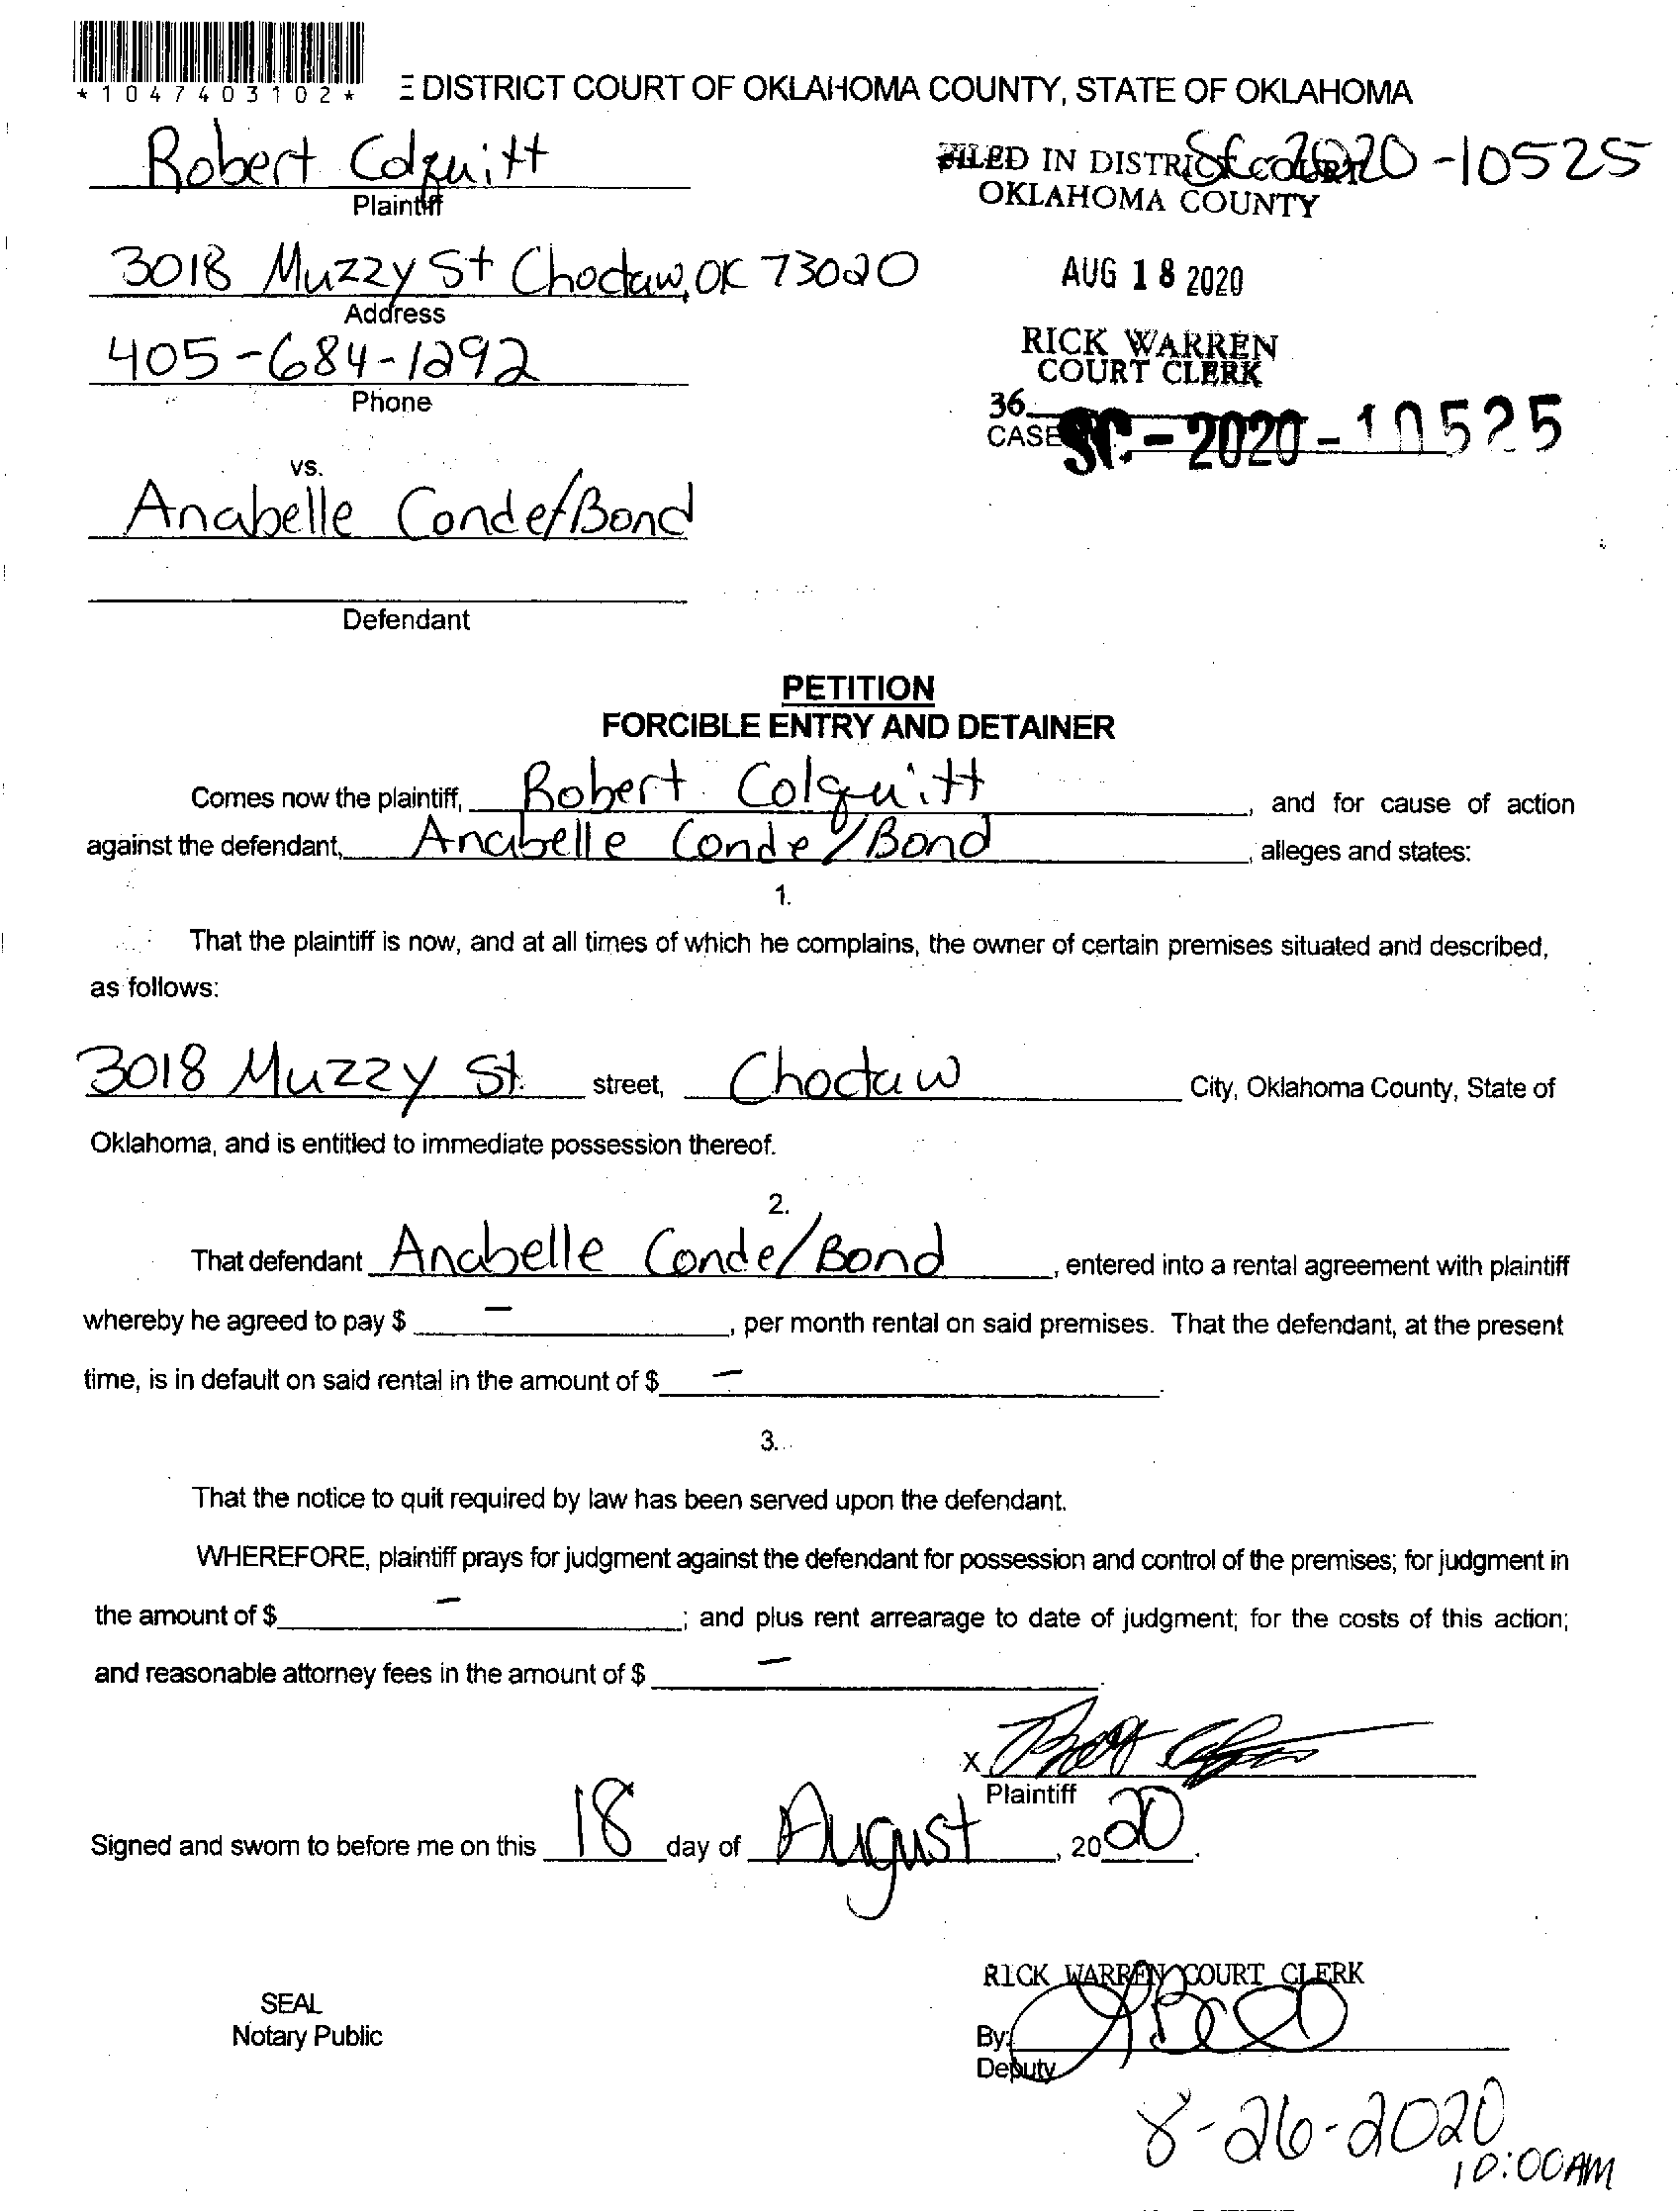 *1047403102*
E DISTRICT COURT OF OKLAHOMA COUNTY, STATE OF OKLAHOMA
Robert Colquitt
Plaintiff
FILED IN DISTRICT COURT
SC-2020-10525
OKLAHOMA COUNTY
3018 Muzzy St Choctaw, OK 73020
Address
AUG 18 2020
405-684-1292
Phone
RICK WARREN
COURT CLERK
36
CASE
SC-2020-10525
vs.
Anabelle Conde/Bond
Defendant
PETITION
FORCIBLE ENTRY AND DETAINER
Comes now the plaintiff, Robert Colquitt, and for cause of action
against the defendant, Anabelle Conde/Bond, alleges and states:
1.
That the plaintiff is now, and at all times of which he complains, the owner of certain premises situated and described,
as follows:
3018 Muzzy St. street, Choctaw City, Oklahoma County, State of
Oklahoma, and is entitled to immediate possession thereof.
2.
That defendant Anabelle Conde/Bond, entered into a rental agreement with plaintiff
whereby he agreed to pay $ -, per month rental on said premises. That the defendant, at the present
time, is in default on said rental in the amount of $ -.
3.
That the notice to quit required by law has been served upon the defendant.
WHEREFORE, plaintiff prays for judgment against the defendant for possession and control of the premises; for judgment in
the amount of $ -; and plus rent arrearage to date of judgment; for the costs of this action;
and reasonable attorney fees in the amount of $ -.
X
Plaintiff
Signed and sworn to before me on this 18 day of August, 2020.
RICK WARREN COURT CLERK
SEAL
Notary Public
By:
Deputy
8-26-2020
10:00AM